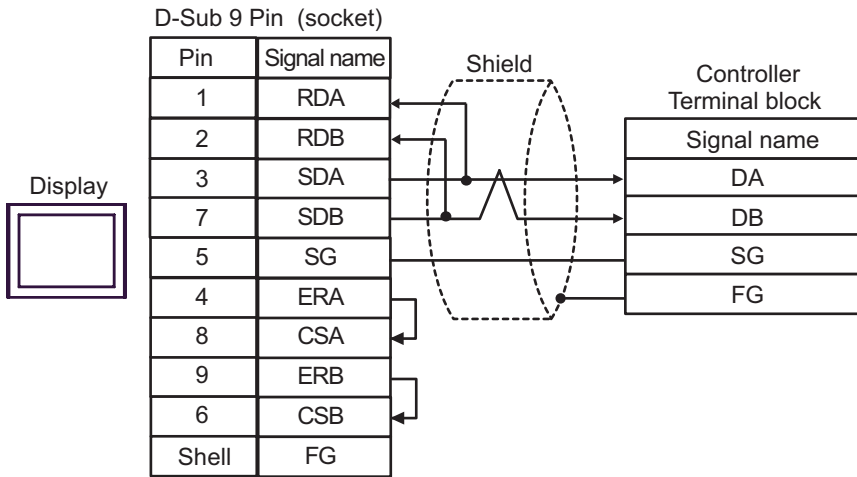 D-Sub 9 Pin (socket)
Pin Signal name
1 RDA
2 RDB
3 SDA
7 SDB
5 SG
4 ERA
8 CSA
9 ERB
6 CSB
Shell FG
Display
Shield
Controller
Terminal block
Signal name
DA
DB
SG
FG